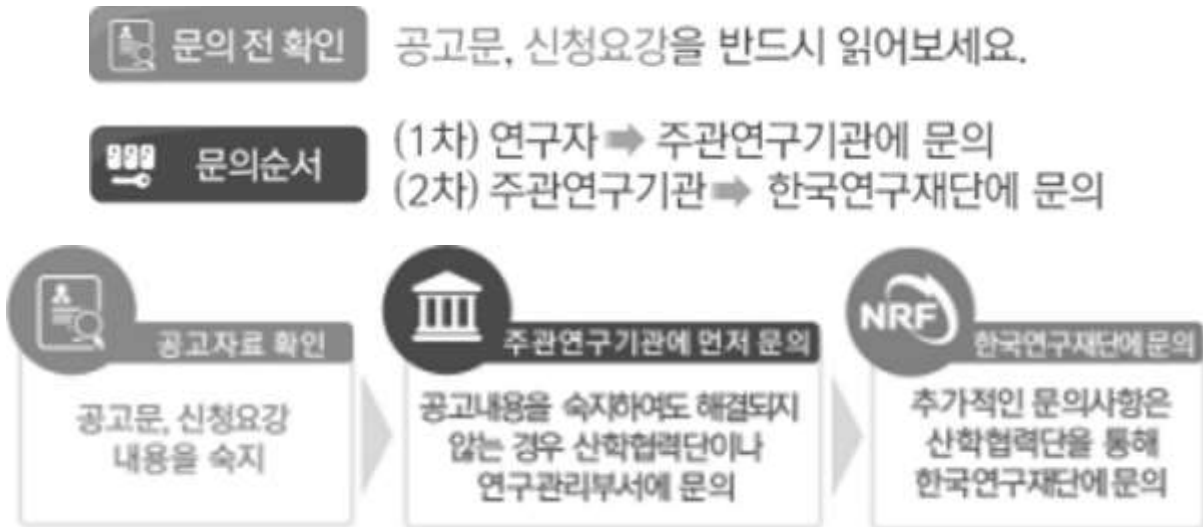 문의 전 확인 공고문, 신청요강을 반드시 읽어보세요.
문의순서
(1차) 연구자 ➡ 주관연구기관에 문의
(2차) 주관연구기관 ➡ 한국연구재단에 문의
공고자료 확인
공고문, 신청요강
내용을 숙지
주관연구기관에 먼저 문의
공고내용을 숙지하여도 해결되지
않는 경우 산학협력단이나
연구관리부서에 문의
NRF
한국연구재단에 문의
추가적인 문의사항은
산학협력단을 통해
한국연구재단에 문의